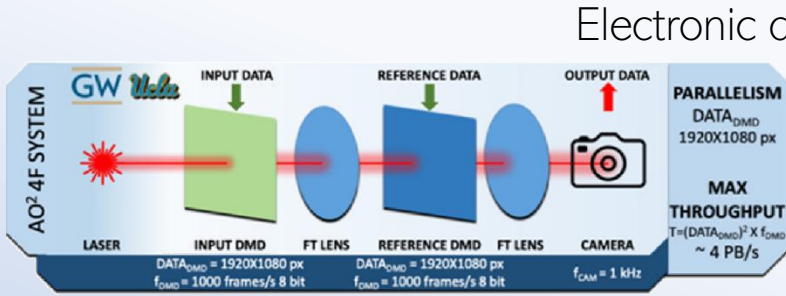 Electronic
GW Ucla
INPUT DATA
REFERENCE DATA
OUTPUT DATA
AO² 4F SYSTEM
LASER
INPUT DMD
FT LENS
REFERENCE DMD
FT LENS
CAMERA
DATA_DMD = 1920X1080 px
f_DMD = 1000 frames/s 8 bit
DATA_DMD = 1920X1080 px
f_DMD = 1000 frames/s 8 bit
f_CAM = 1 kHz
PARALLELISM
DATA_DMD
1920X1080 px
MAX
THROUGHPUT
T=(DATA_DMD)² X f_DMD
~ 4 PB/s